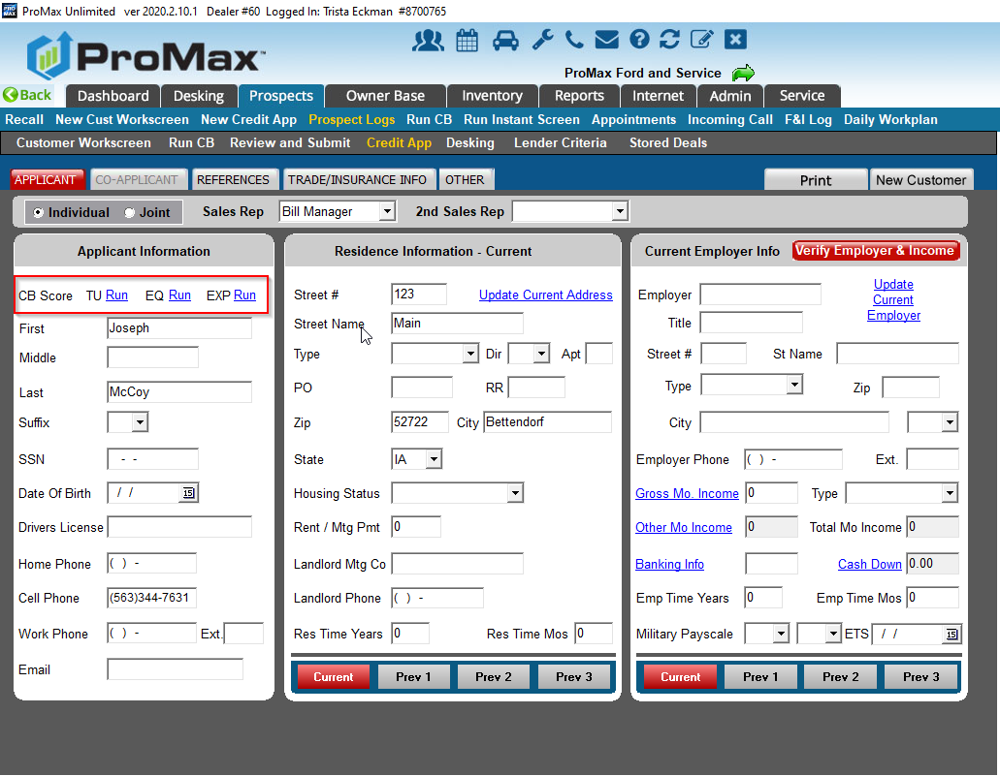 ProMax Unlimited ver 2020.2.10.1 Dealer #60 Logged In: Trista Eckman #8700765
PRO MAX
ProMax™
ProMax Ford and Service
Back Dashboard Desking Prospects Owner Base Inventory Reports Internet Admin Service
Recall New Cust Workscreen New Credit App Prospect Logs Run CB Run Instant Screen Appointments Incoming Call F&I Log Daily Workplan
Customer Workscreen Run CB Review and Submit Credit App Desking Lender Criteria Stored Deals
APPLICANT CO-APPLICANT REFERENCES TRADE/INSURANCE INFO OTHER Print New Customer
Individual Joint Sales Rep Bill Manager 2nd Sales Rep
Applicant Information
CB Score TU Run EQ Run EXP Run
First Joseph
Middle
Last McCoy
Suffix
SSN - -
Date Of Birth / / 15
Drivers License
Home Phone ( ) -
Cell Phone (563)344-7631
Work Phone ( ) - Ext.
Email
Residence Information - Current
Street # 123 Update Current Address
Street Name Main
Type Dir Apt
PO RR
Zip 52722 City Bettendorf
State IA
Housing Status
Rent / Mtg Pmt 0
Landlord Mtg Co
Landlord Phone ( ) -
Res Time Years 0 Res Time Mos 0
Current Prev 1 Prev 2 Prev 3
Current Employer Info Verify Employer & Income
Employer Update
Current
Employer
Title
Street # St Name
Type Zip
City
Employer Phone ( ) - Ext.
Gross Mo. Income 0 Type
Other Mo Income 0 Total Mo Income 0
Banking Info Cash Down 0.00
Emp Time Years 0 Emp Time Mos 0
Military Payscale ETS / / 15
Current Prev 1 Prev 2 Prev 3